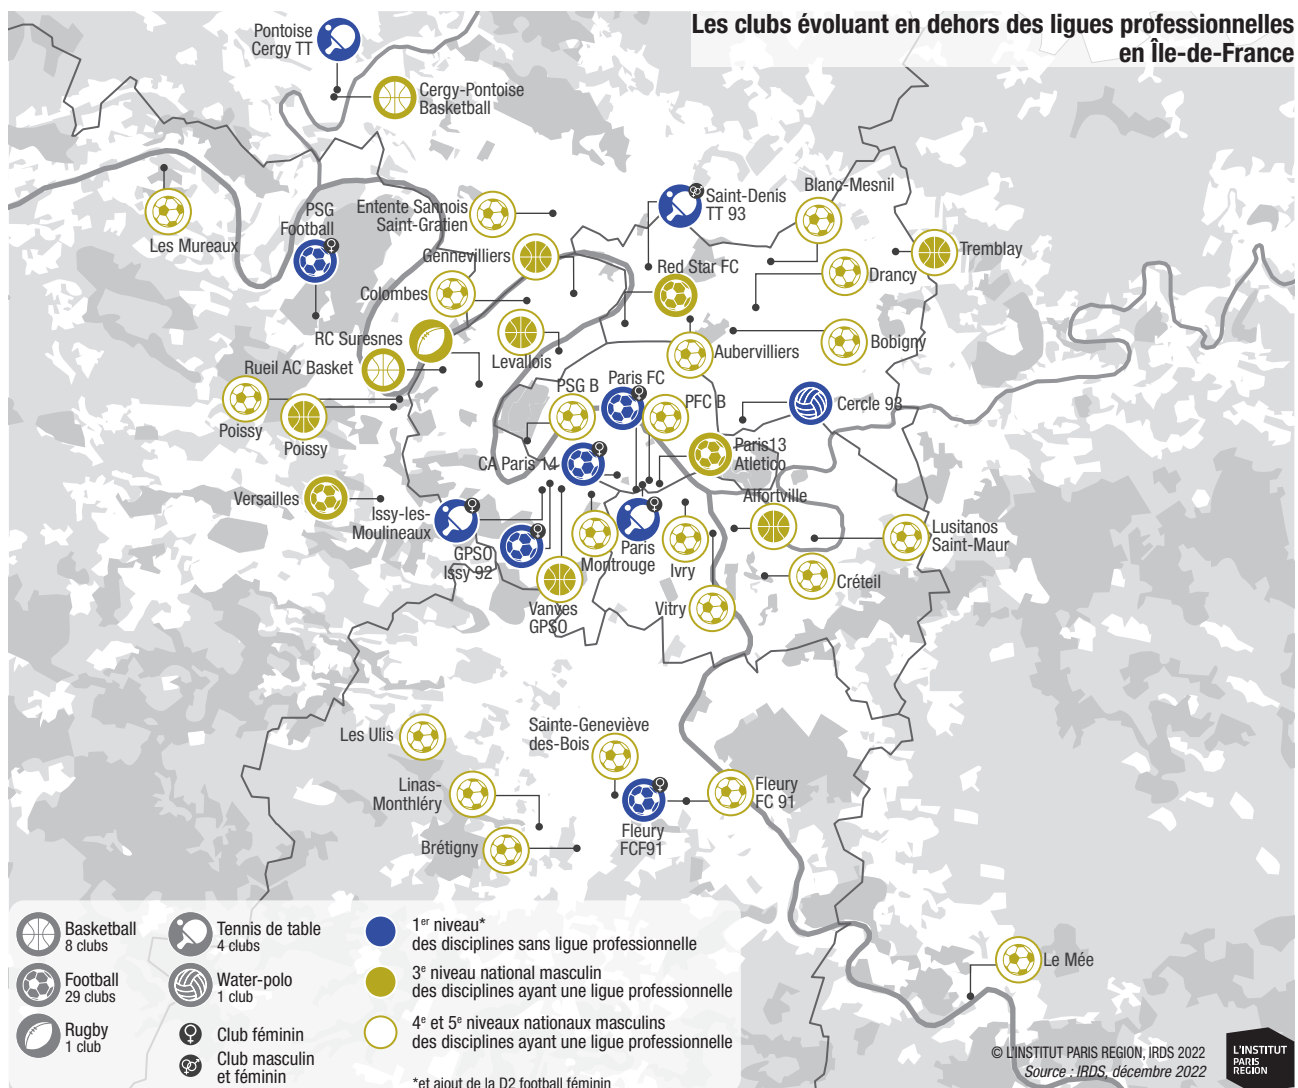 Les clubs évoluant en dehors des ligues professionnelles
en Île-de-France
Pontoise
Cergy TT
Cergy-Pontoise
Basketball
Les Mureaux
PSG
Football
Entente Sannois
Saint-Gratien
Saint-Denis
TT 93
Blanc-Mesnil
Tremblay
Gennevilliers
Red Star FC
Drancy
Colombes
RC Suresnes
Levallois
Aubervilliers
Bobigny
Rueil AC Basket
Poissy
Poissy
PSG B
Paris FC
PFC B
Cercle 93
CA Paris 14
Paris13
Atletico
Versailles
Issy-les-
Moulineaux
GPSO
Issy 92
Vanves
GPSO
Montrouge
Paris
Ivry
Alfortville
Lusitanos
Saint-Maur
Créteil
Vitry
Les Ulis
Sainte-Geneviève
des-Bois
Linas-
Monthléry
Fleury
FC 91
Fleury
FCF91
Brétigny
Le Mée
Basketball
8 clubs
Football
29 clubs
Rugby
1 club
Tennis de table
4 clubs
Water-polo
1 club
Club féminin
Club masculin
et féminin
1er niveau*
des disciplines sans ligue professionnelle
3e niveau national masculin
des disciplines ayant une ligue professionnelle
4e et 5e niveaux nationaux masculins
des disciplines ayant une ligue professionnelle
*et ajout de la D2 football féminin
© L'INSTITUT PARIS REGION, IRDS 2022
Source : IRDS, décembre 2022
L'INSTITUT
PARIS
REGION